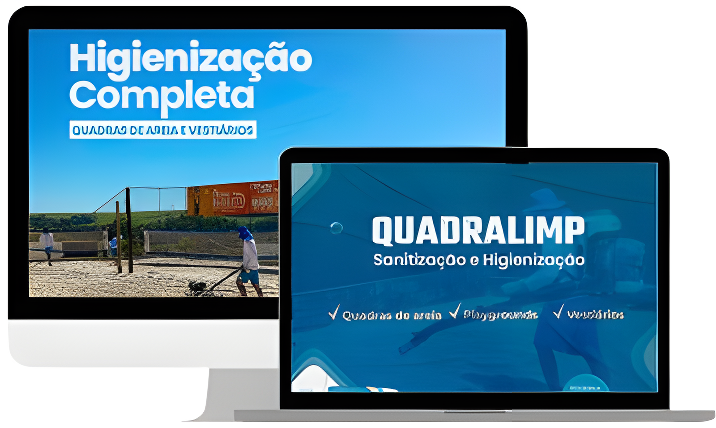 Higienização
Completa
QUADRAS DE AREIA E VESTIÁRIOS
QUADRALIMP
Sanitização e Higienização
Quadras de areia
Playgrounds
Vestiários